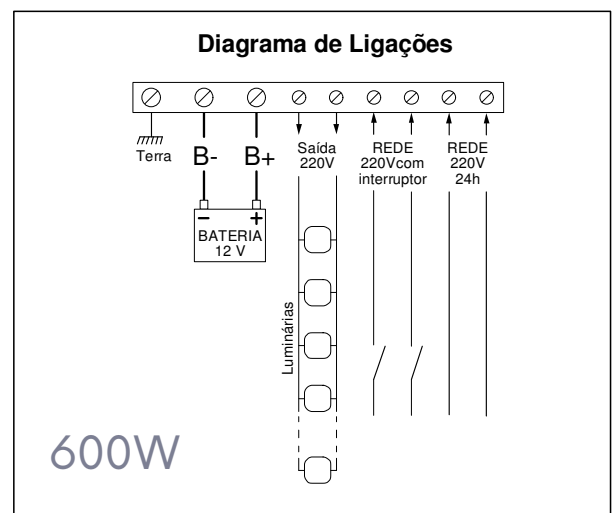 Diagrama de Ligações
Terra
B-
B+
Saída
220V
REDE
220Vcom
interruptor
REDE
220V
24h
- +
BATERIA
12 V
Luminárias
600W